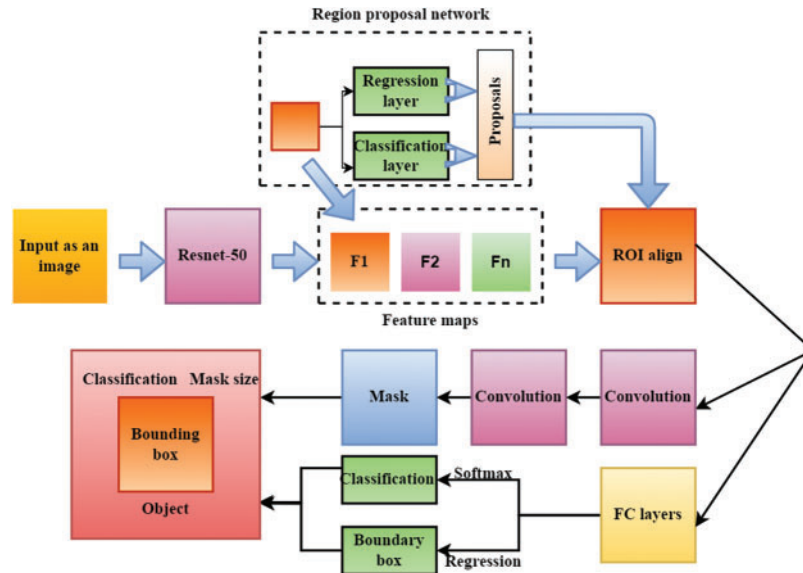 Region proposal network
Regression
layer
Classification
layer
Proposals
Input as an
image
Resnet-50
F1
F2
Fn
ROI align
Feature maps
Classification
Mask size
Bounding
box
Object
Mask
Convolution
Convolution
Classification
Softmax
Boundary
box
Regression
FC layers